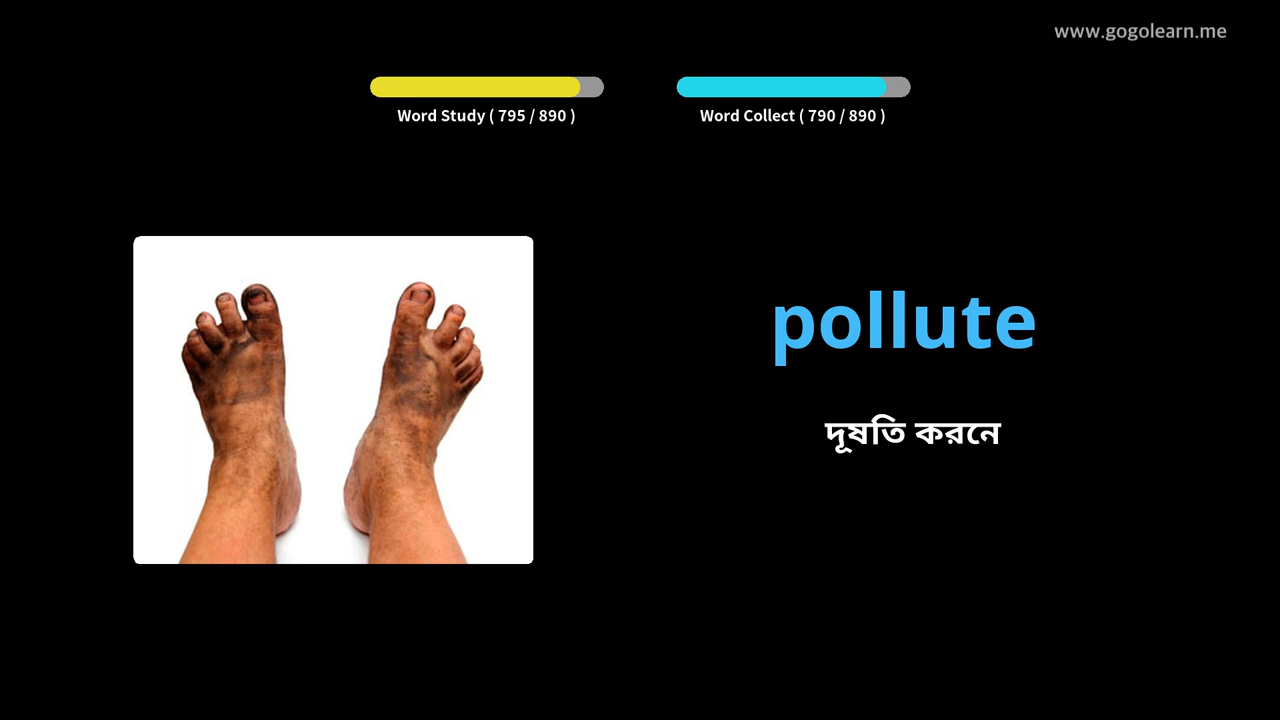 www.gogolearn.me
Word Study ( 795 / 890 )
Word Collect ( 790 / 890 )
pollute
দূষতি করনে